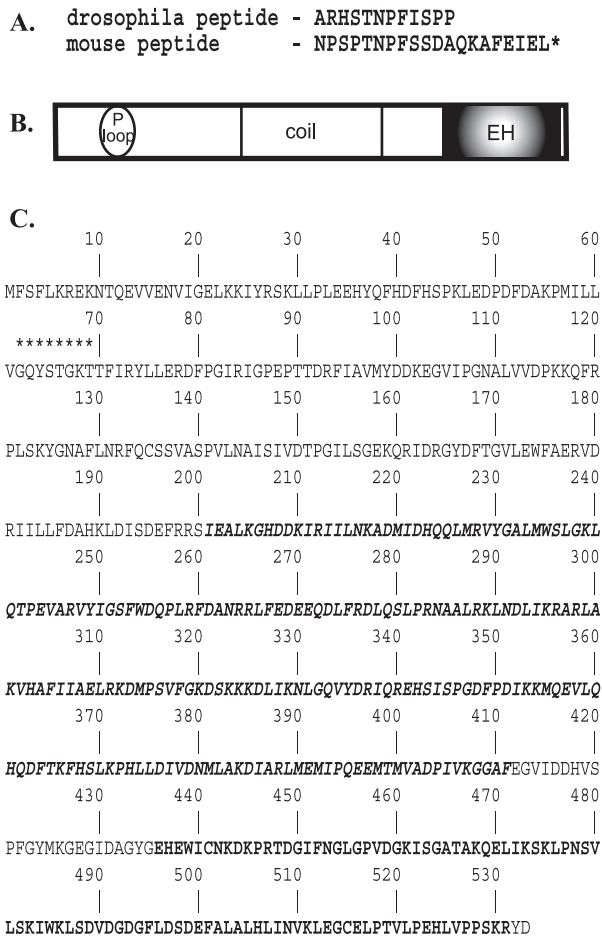 A. drosophila peptide - ARHSTNPFISPP
mouse peptide - NPSPTNPFSSDAQKAFEIEL*
B. P loop coil EH
C.
10 20 30 40 50 60
MFSFLKREKNTQEVVENVIGELKKIYRSKLLPLEEHYQFHDFHSPKLEDPDFDAKPMILL
70 80 90 100 110 120
********
VGQYSTGKTTFIRYLLERDFPGIRIGPEPTTDRFIAVMYDDKEGVIPGNALVVDPKKQFR
130 140 150 160 170 180
PLSKYGNAFLNRFQCSSVASPVLNAISIVDTPGILSGEKQRIDRGYDFTGVLEWFAERVD
190 200 210 220 230 240
RIILLFDAHKLDISDEFRRSIEALKGHDDKIRIILNKADMIDHQQLMRVYGALMWSLGKL
250 260 270 280 290 300
QTPEVARVYIGSFWDQPLRFDANRRLFEDEEQDLFRDLQSLPRNAALRKLNDLIKRARLA
310 320 330 340 350 360
KVHAFIIAELRKDMPSVFGKDSKKKDLIKNLGQVYDRIQREHSISPGDFPDIKKMQEVLQ
370 380 390 400 410 420
HQDFTKFHSLKPHLLDIVDNMLAKDIARLMEMIPQEEMTMVADPIVKGGAFEGVIDDHVS
430 440 450 460 470 480
PFGYMKGEGIDAGYGEHEWICNKDKPRTDGIFNGLGPVDGKISGATAKQELIKSKLPNSV
490 500 510 520 530
LSKIWKLSDVDGDGFLDSDEFALALHLINVKLEGCELPTVLPEHLVPPSKRYD